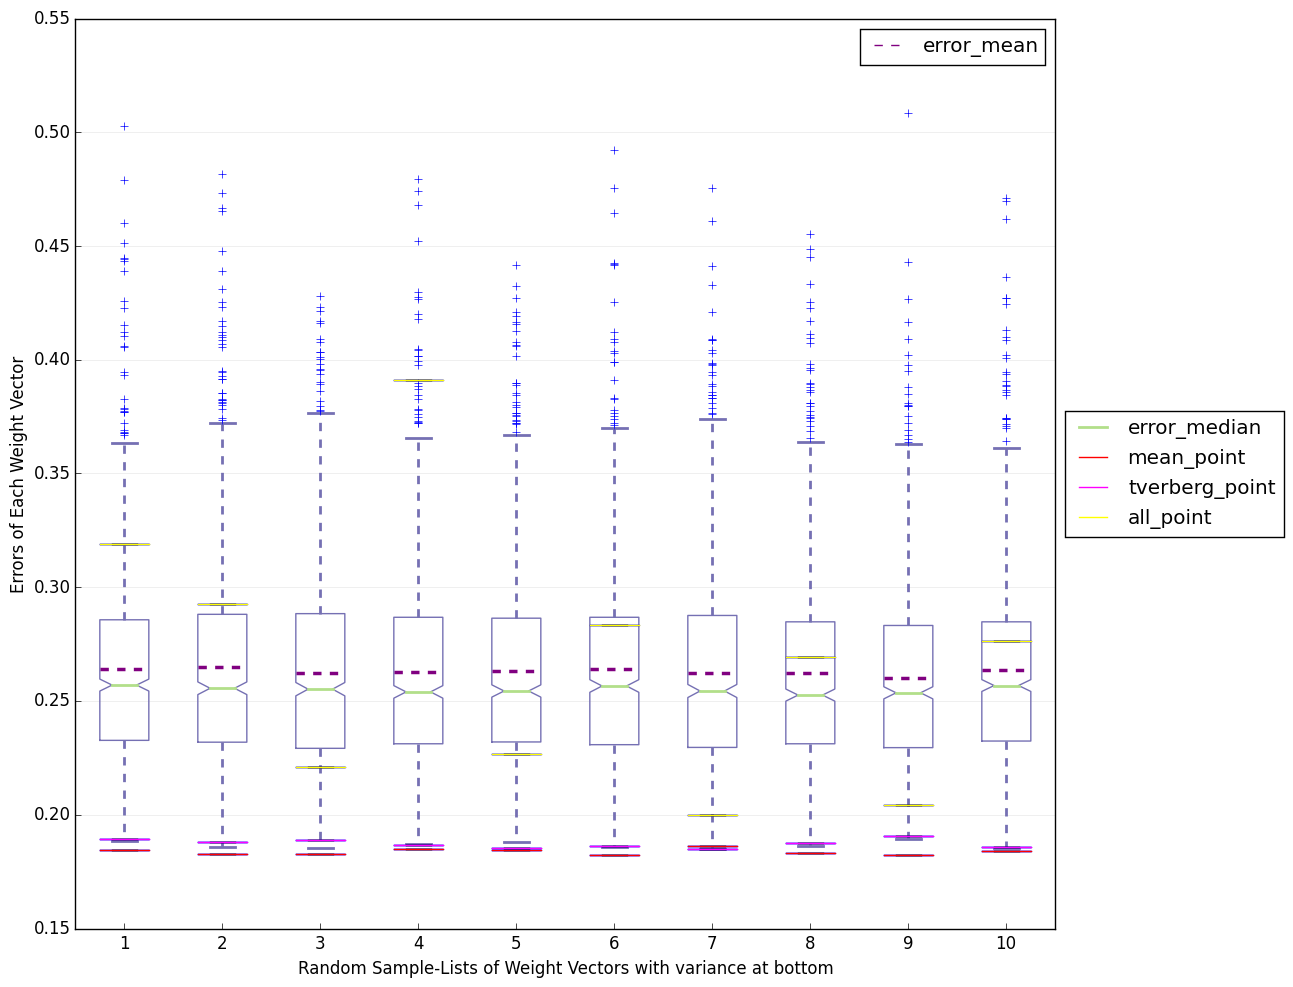 0.55
error_mean
0.50
0.45
0.40
0.35
0.30
0.25
0.20
0.15
Errors of Each Weight Vector
error_median
mean_point
tverberg_point
all_point
1 2 3 4 5 6 7 8 9 10
Random Sample-Lists of Weight Vectors with variance at bottom